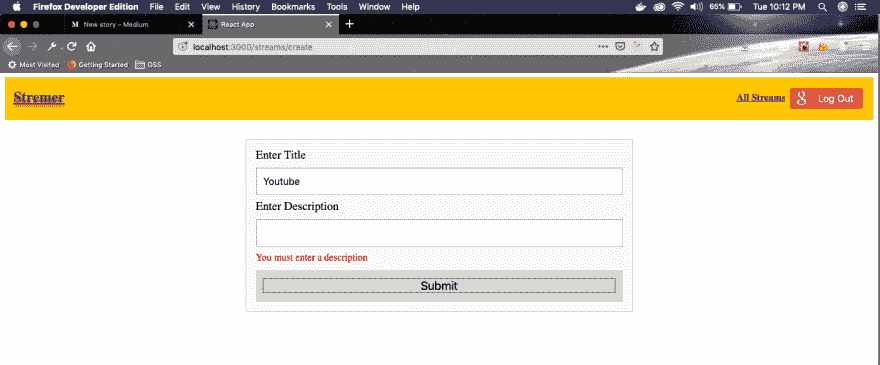 Firefox Developer Edition File Edit View History Bookmarks Tools Window Help 65% Tue 10:12 PM
M New story – Medium React App
localhost:3000/streams/create
Most Visited Getting Started OSS
Stremer All Streams Log Out
Enter Title
Youtube
Enter Description
You must enter a description
Submit